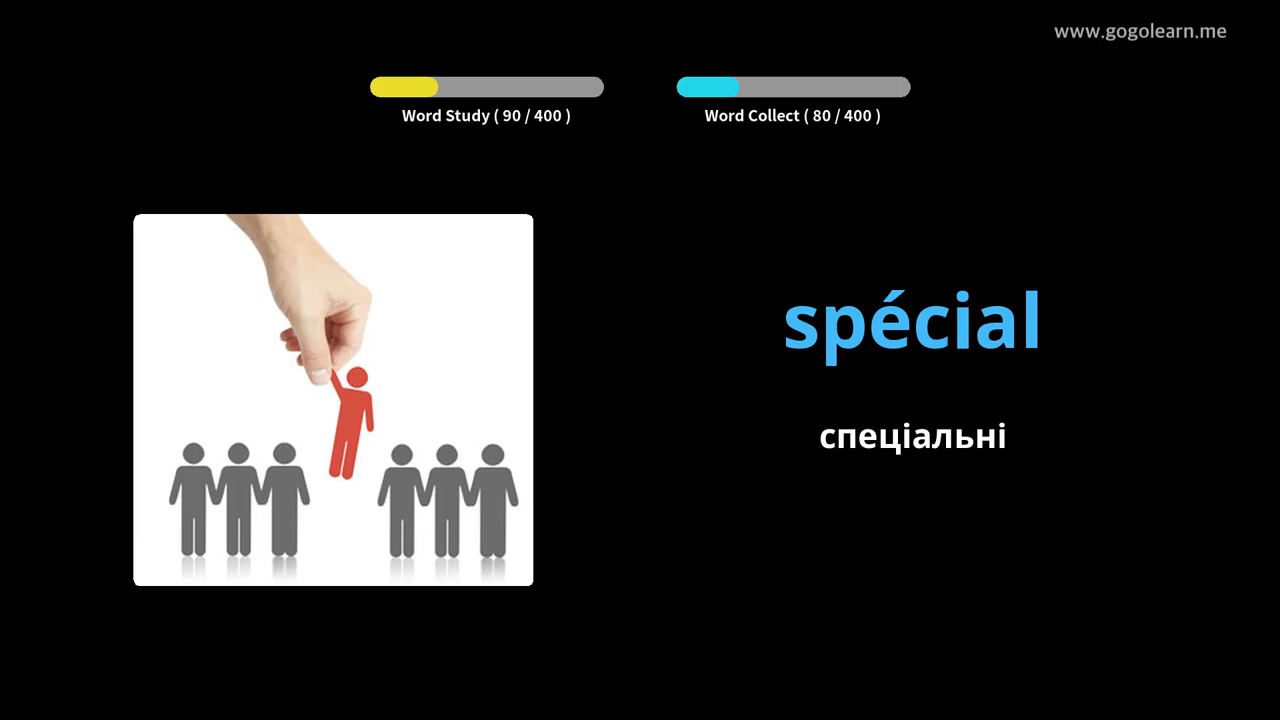 www.gogolearn.me
Word Study ( 90 / 400 )
Word Collect ( 80 / 400 )
spécial
спеціальні